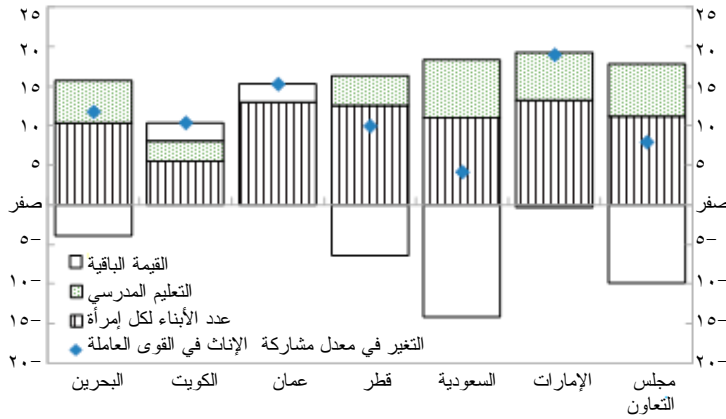 ٢٥
٢٠
١٥
١٠
٥
صفر
٥–
١٠–
١٥–
٢٠–
٢٥
٢٠
١٥
١٠
٥
صفر
٥–
١٠–
١٥–
٢٠–
القيمة الباقية
التعليم المدرسي
عدد الأبناء لكل إمرأة
التغير في معدل مشاركة الإناث في القوى العاملة
البحرين
الكويت
عمان
قطر
السعودية
الإمارات
مجلس
التعاون